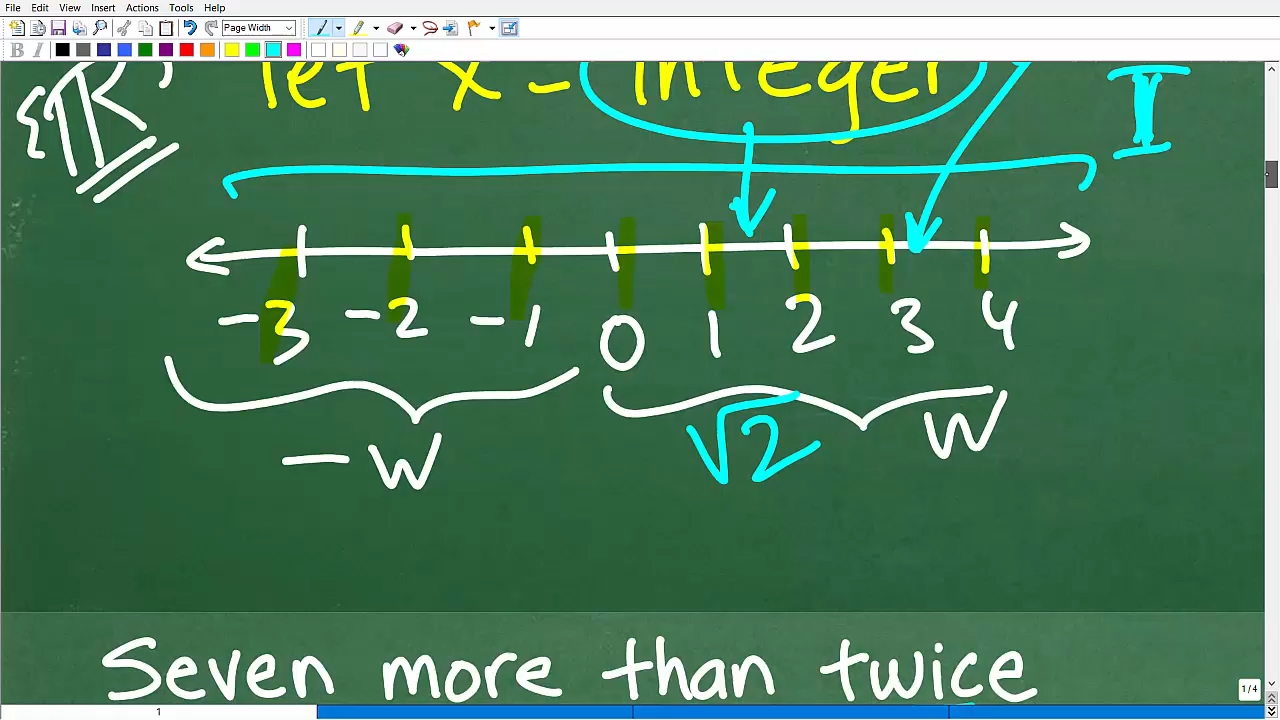 File Edit View Insert Actions Tools Help
Page Width
B I
{ℝ, let x = integer I
-3 -2 -1 0 1 2 3 4
-W √2 W
Seven more than twice
1/4
1